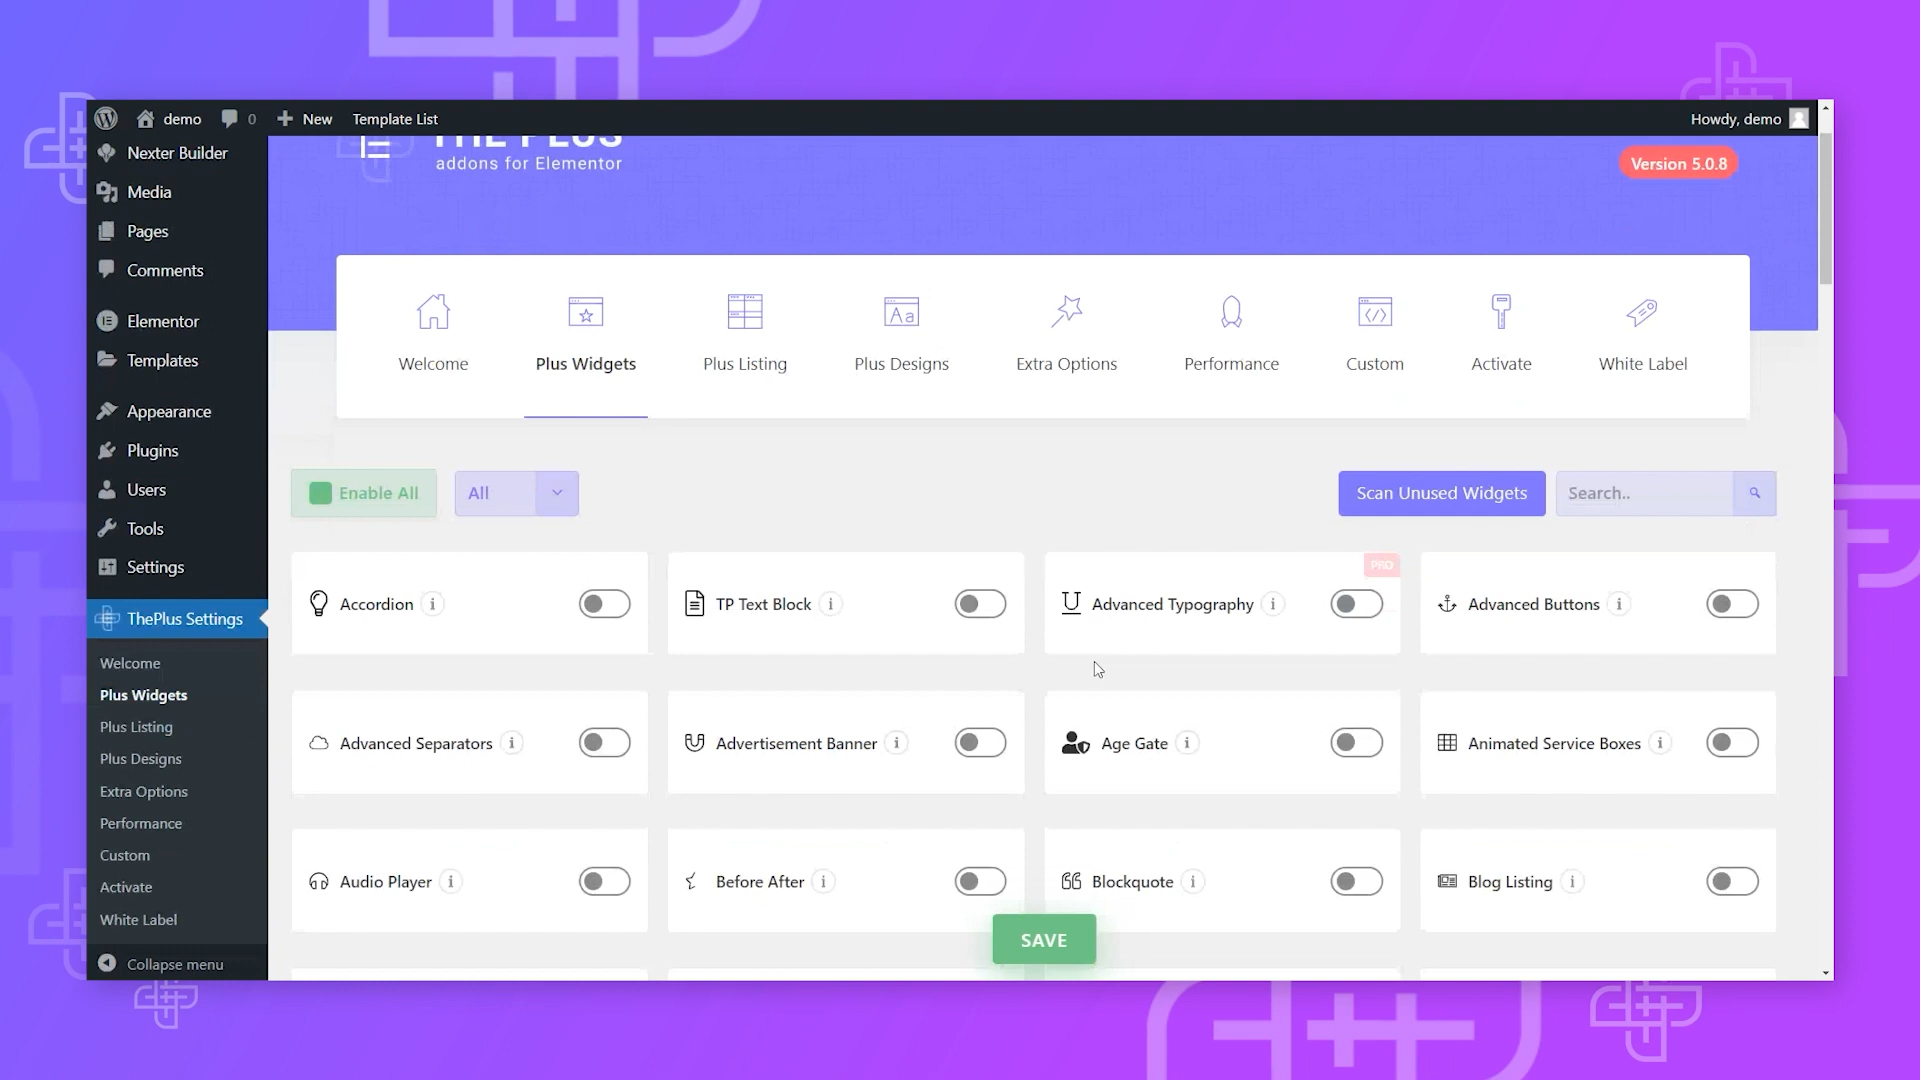 demo
0
New
Template List
Howdy, demo
Nexter Builder
Media
Pages
Comments
Elementor
Templates
Appearance
Plugins
Users
Tools
Settings
ThePlus Settings
Welcome
Plus Widgets
Plus Listing
Plus Designs
Extra Options
Performance
Custom
Activate
White Label
Collapse menu
THE PLUS
addons for Elementor
Version 5.0.8
Welcome
Plus Widgets
Plus Listing
Aa
Plus Designs
Extra Options
Performance
</>
Custom
Activate
White Label
Enable All
All
Scan Unused Widgets
Search..
Accordion i
TP Text Block i
PRO
Advanced Typography i
Advanced Buttons i
Advanced Separators i
Advertisement Banner i
Age Gate i
Animated Service Boxes i
Audio Player i
Before After i
Blockquote i
Blog Listing i
SAVE